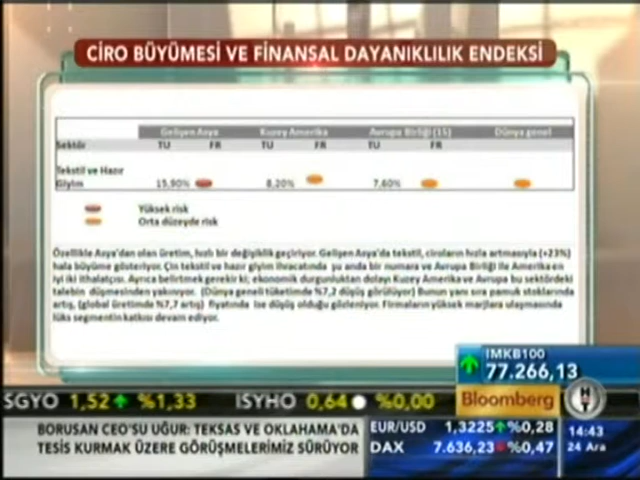 CİRO BÜYÜMESİ VE FİNANSAL DAYANIKLILIK ENDEKSİ
Gelişen Asya Kuzey Amerika Avrupa Birliği (15) Dünya genel
Sektör TU FR TU FR TU FR
Tekstil ve Hazır
Giyim 15,90% 8,20% 7,60%
Yüksek risk
Orta düzeyde risk
Özellikle Asya'dan olan üretim, hızlı bir değişiklik geçiriyor. Gelişen Asya'da tekstil, ciroların hızla artmasıyla (+23%)
hala büyüme gösteriyor. Çin tekstil ve hazır giyim ihracatında şu anda bir numara ve Avrupa Birliği ile Amerika en
iyi iki ithalatçısı. Ayrıca belirtmek gerekir ki; ekonomik durgunluktan dolayı Kuzey Amerika ve Avrupa bu sektördeki
talebin düşmesinden yakınıyor. (Dünya geneli tüketimde %7,2 düşüş görülüyor) Bunun yanı sıra pamuk stoklarında
artış, (global üretimde %7,7 artış) fiyatında ise düşüş olduğu gözleniyor. Firmaların yüksek marjlara ulaşmasında
lüks segmentin katkısı devam ediyor.
IMKB100
77.266,13
SGYO 1,52 %1,33 ISYHO 0,64 %0,00
Bloomberg
BORUSAN CEO'SU UĞUR: TEKSAS VE OKLAHOMA'DA
TESİS KURMAK ÜZERE GÖRÜŞMELERİMİZ SÜRÜYOR
EUR/USD 1,3225 %0,28
DAX 7.636,23 %0,47
14:43
24 Ara